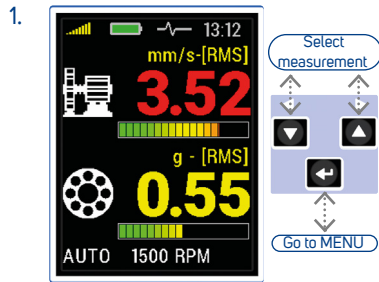 1.
13:12
mm/s-[RMS]
3.52
g - [RMS]
0.55
AUTO 1500 RPM
Select
measurement
Go to MENU